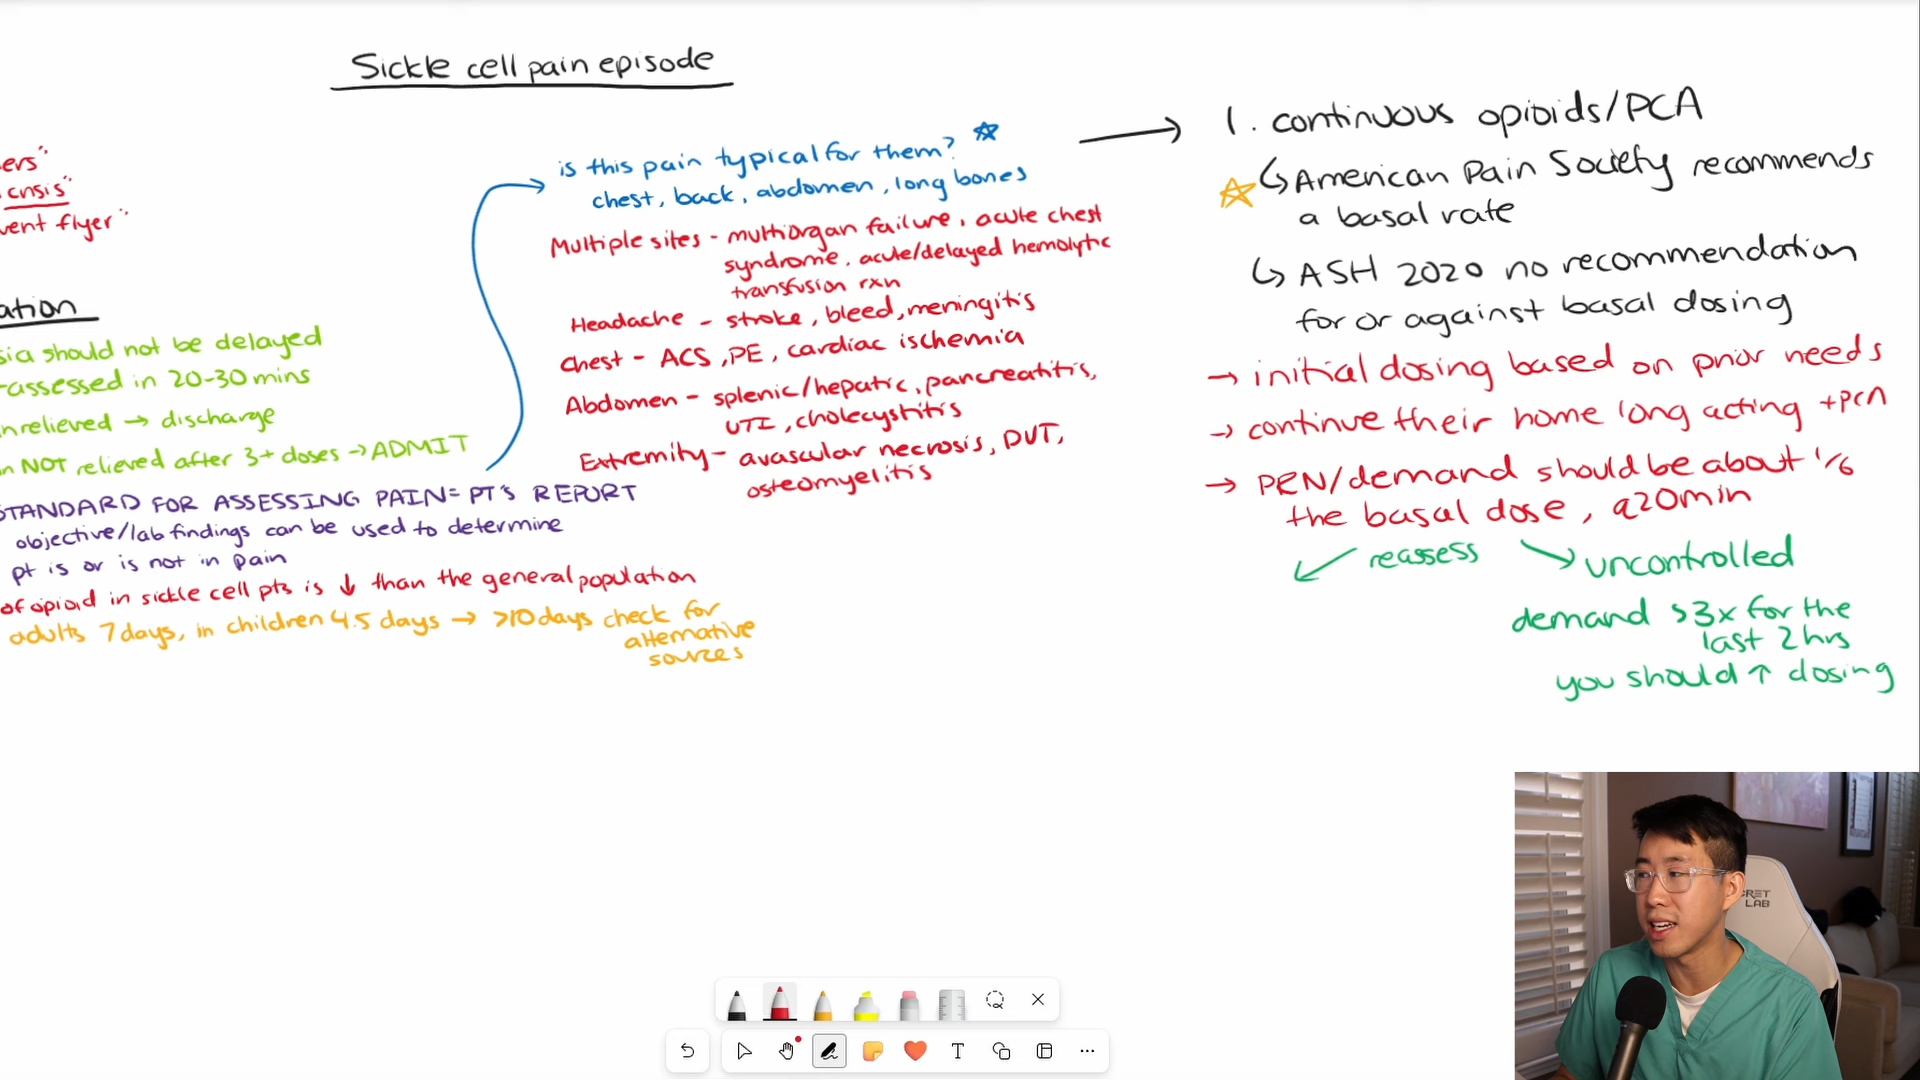 Sickle cell pain episode
ers"
crisis"
vent flyer"
ation
sia should not be delayed
-assessed in 20-30 mins
n relieved → discharge
n NOT relieved after 3+ doses → ADMIT
STANDARD FOR ASSESSING PAIN = PT'S REPORT
objective/lab findings can be used to determine
pt is or is not in pain
of opioid in sickle cell pts is ↓ than the general population
adults 7 days, in children 4.5 days → >10 days check for
alternative
sources
is this pain typical for them? ☆
chest, back, abdomen, long bones
Multiple sites - multiorgan failure, acute chest
syndrome, acute/delayed hemolytic
transfusion rxn
Headache - stroke, bleed, meningitis
Chest - ACS, PE, cardiac ischemia
Abdomen - splenic/hepatic, pancreatitis,
UTI, cholecystitis
Extremity - avascular necrosis, DVT,
osteomyelitis
→ 1. continuous opioids/PCA
☆ ↳ American Pain Society recommends
a basal rate
↳ ASH 2020 no recommendation
for or against basal dosing
→ initial dosing based on prior needs
→ continue their home long acting + PCA
→ PRN/demand should be about 1/6
the basal dose, q20min
reassess
uncontrolled
demand >3x for the
last 2 hrs
you should ↑ dosing
CRET
LAB
T